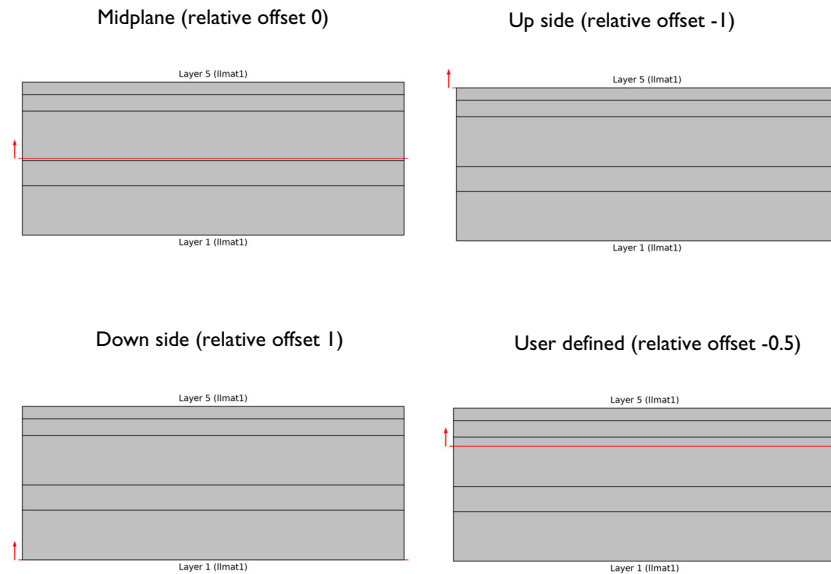 Midplane (relative offset 0)
Up side (relative offset -1)
Layer 5 (llmat1)
Layer 5 (llmat1)
Layer 1 (llmat1)
Layer 1 (llmat1)
Down side (relative offset 1)
User defined (relative offset -0.5)
Layer 5 (llmat1)
Layer 5 (llmat1)
Layer 1 (llmat1)
Layer 1 (llmat1)